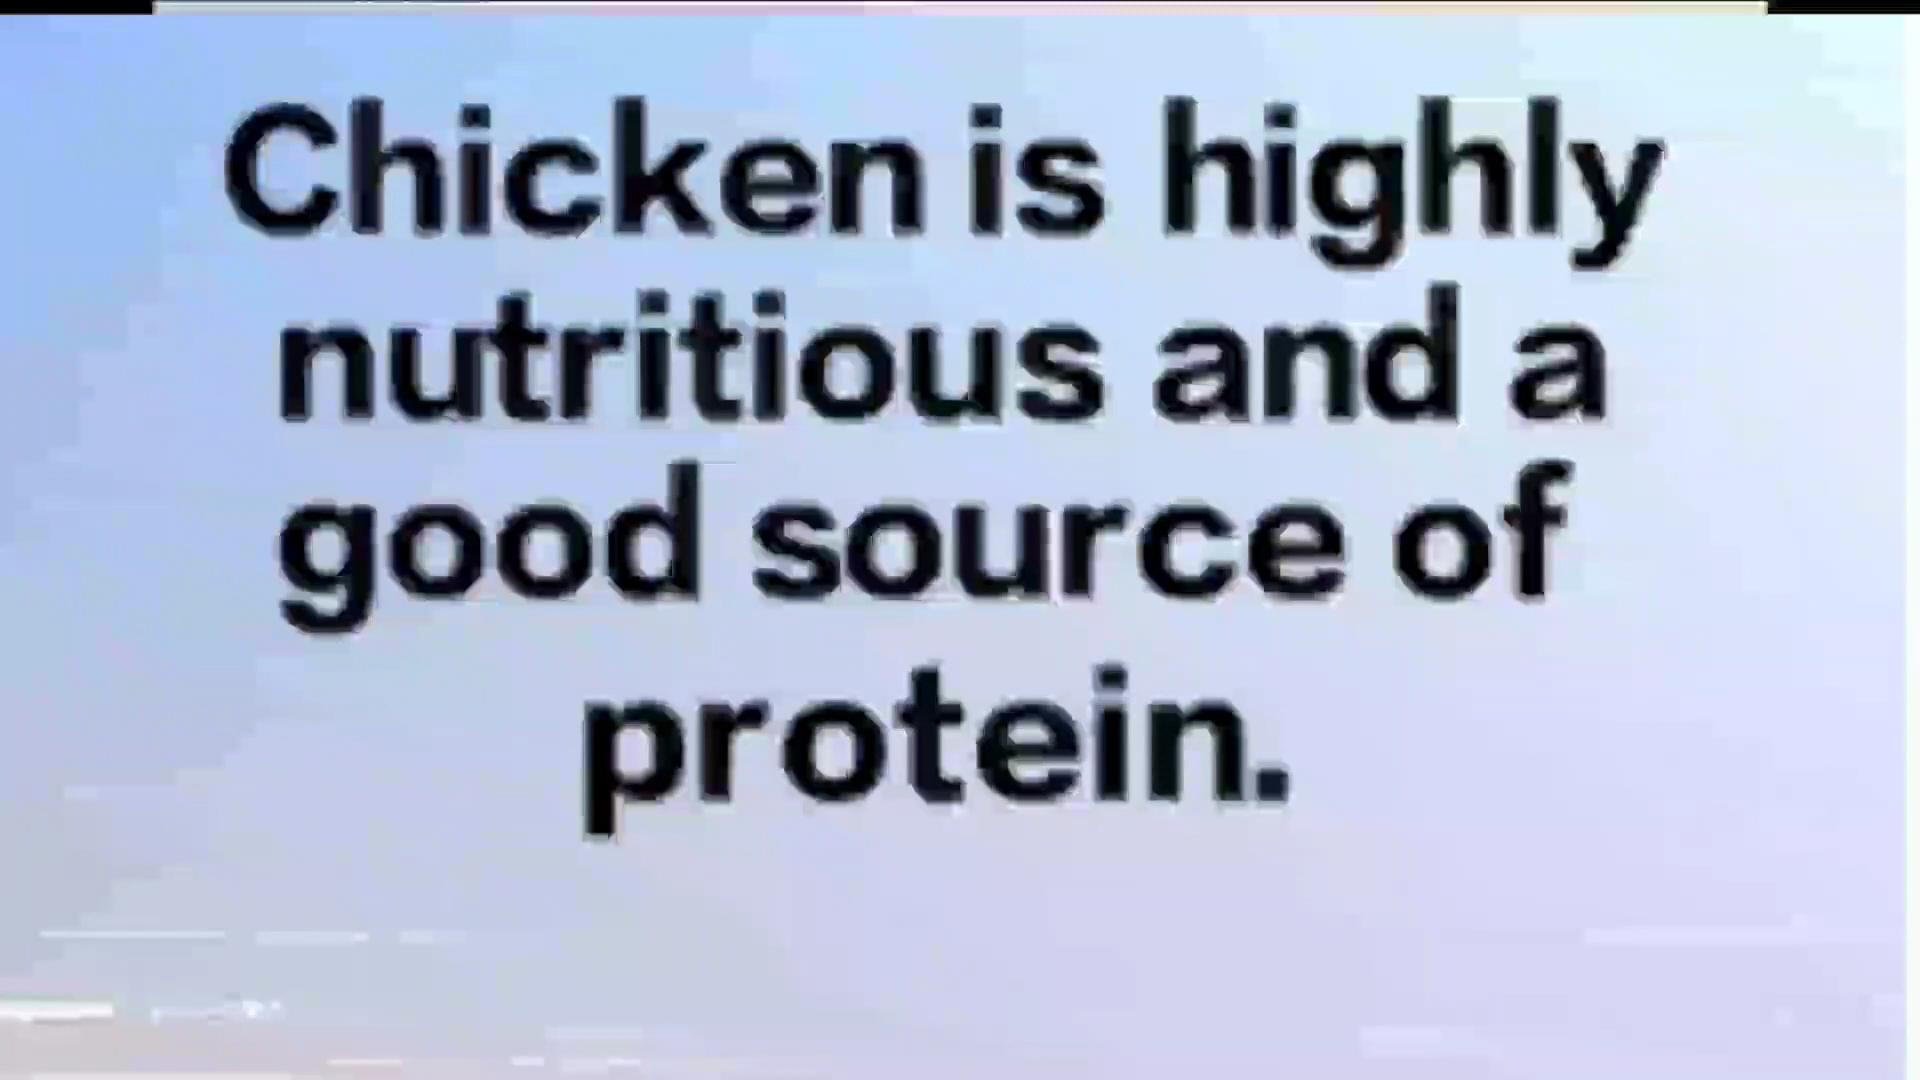 Chicken is highly
nutritious and a
good source of
protein.